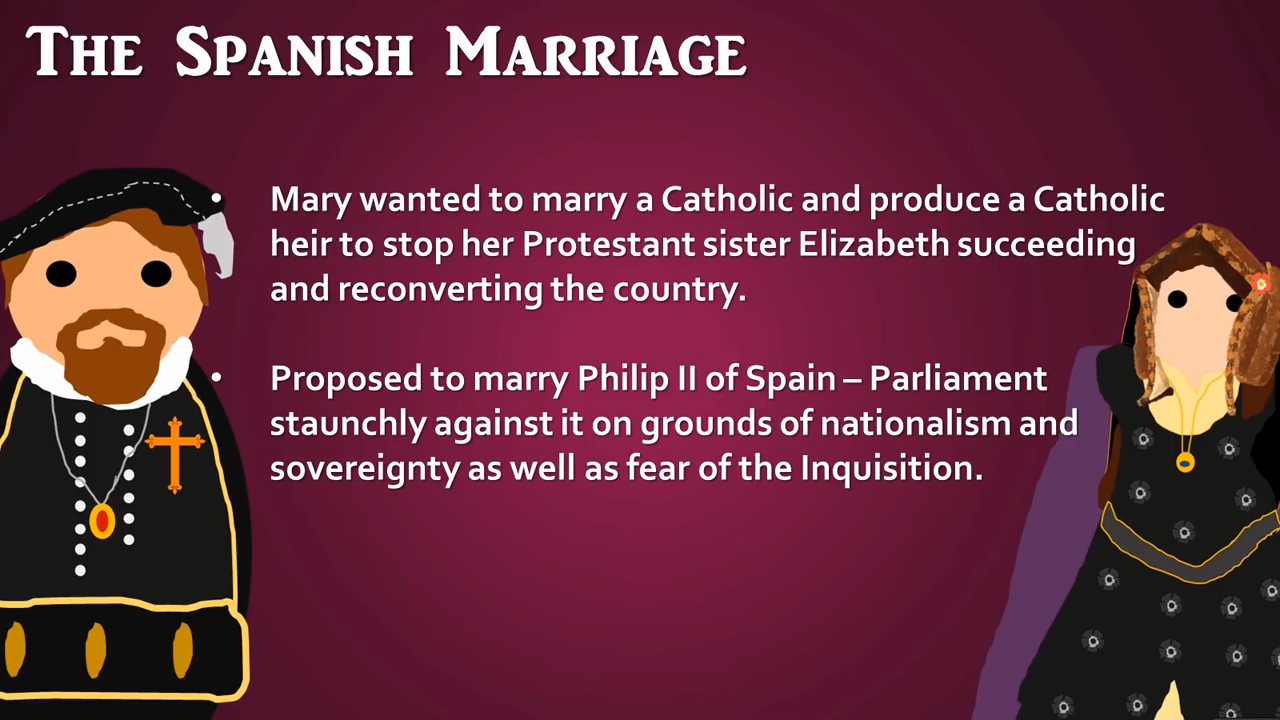 The Spanish Marriage
• Mary wanted to marry a Catholic and produce a Catholic
heir to stop her Protestant sister Elizabeth succeeding
and reconverting the country.
• Proposed to marry Philip II of Spain – Parliament
staunchly against it on grounds of nationalism and
sovereignty as well as fear of the Inquisition.